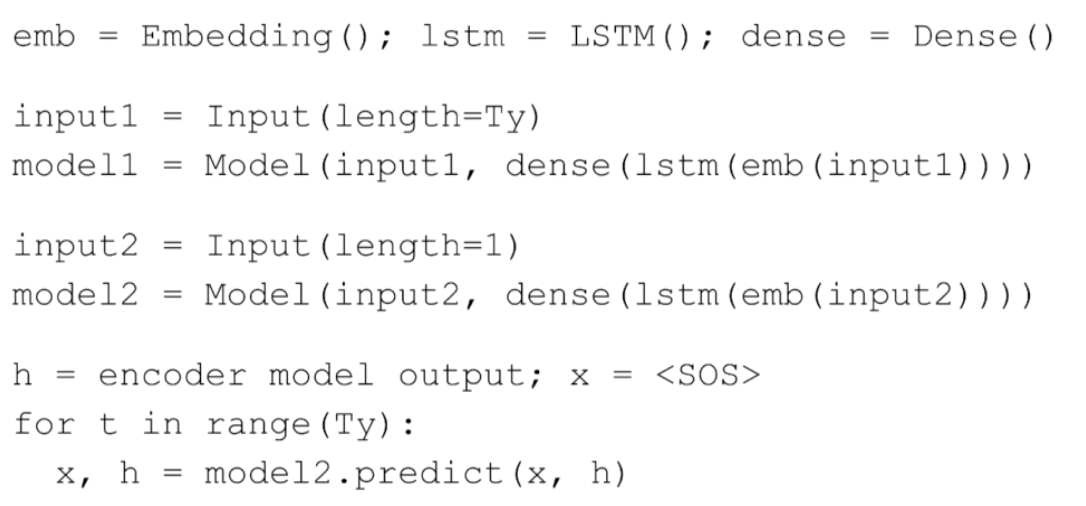 emb = Embedding(); lstm = LSTM(); dense = Dense()
input1 = Input(length=Ty)
model1 = Model(input1, dense(lstm(emb(input1))))
input2 = Input(length=1)
model2 = Model(input2, dense(lstm(emb(input2))))
h = encoder model output; x = <SOS>
for t in range(Ty):
  x, h = model2.predict(x, h)